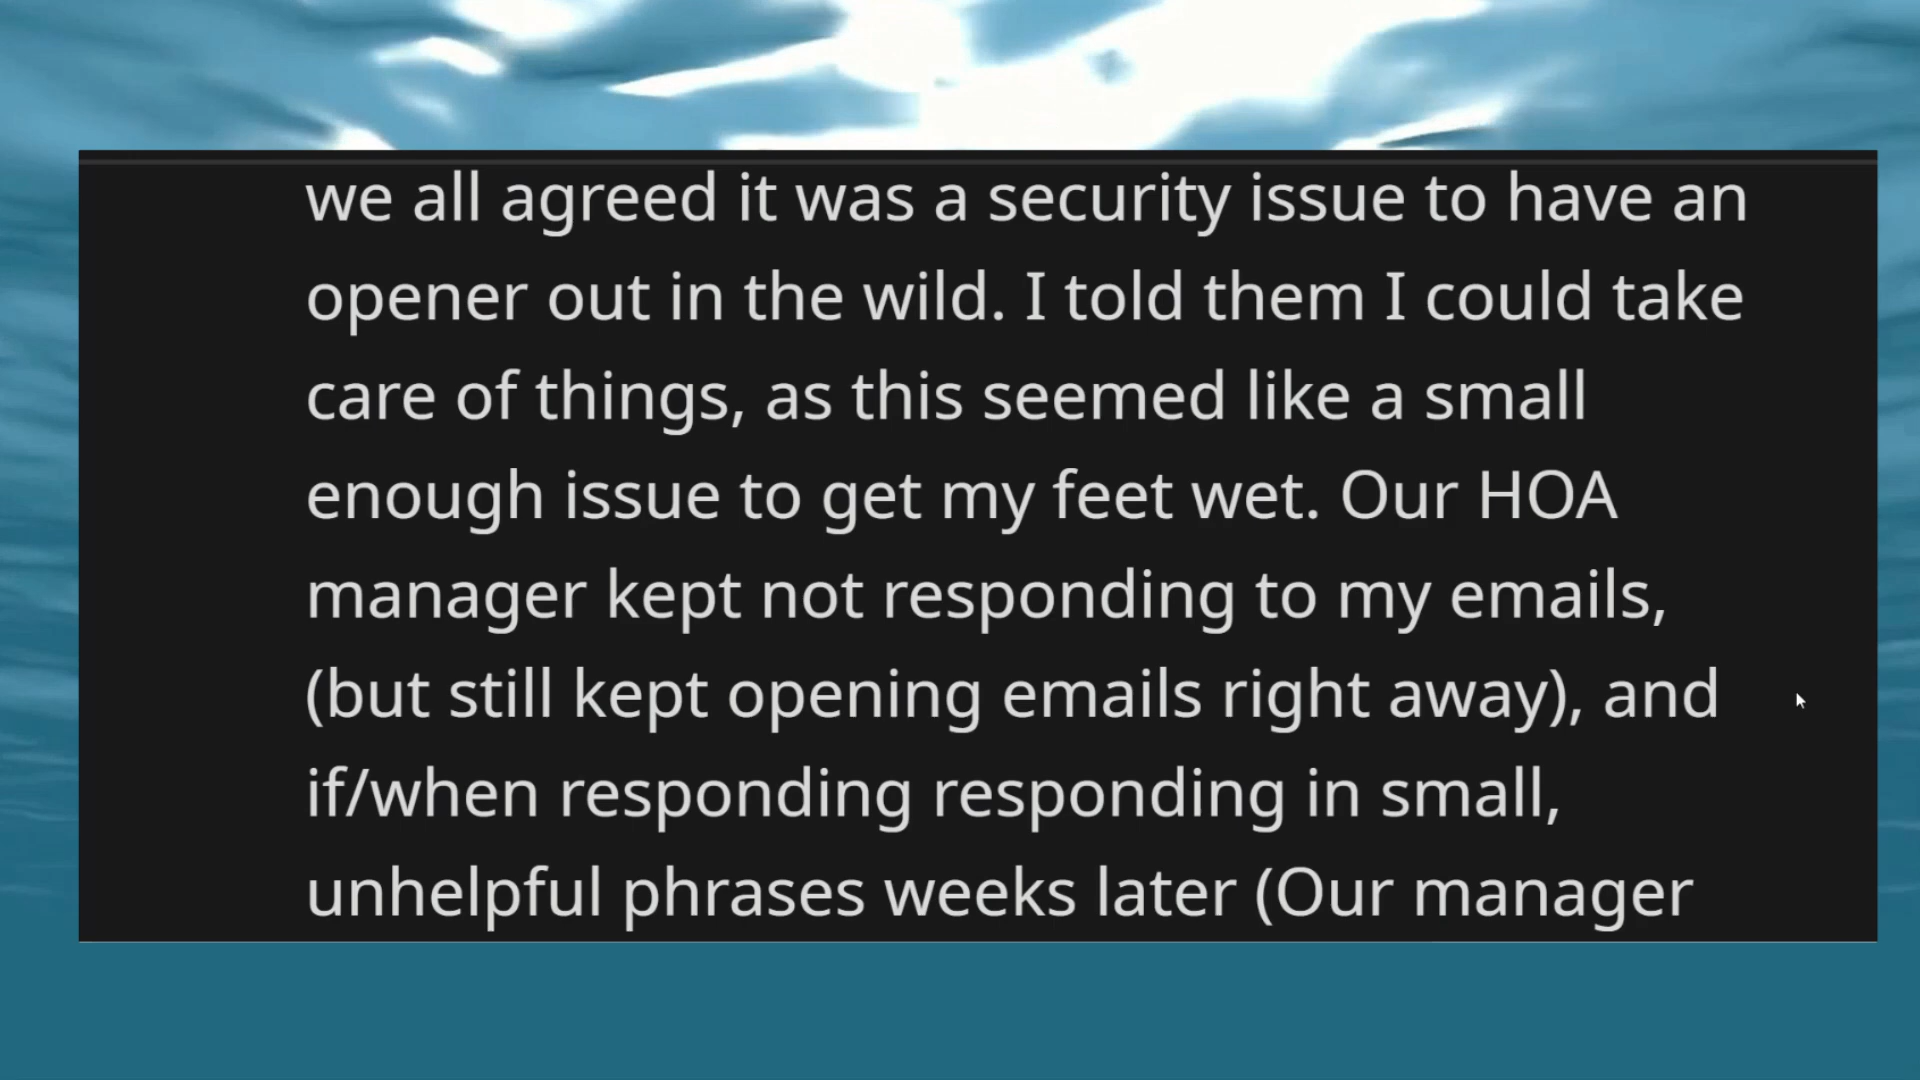 we all agreed it was a security issue to have an
opener out in the wild. I told them I could take
care of things, as this seemed like a small
enough issue to get my feet wet. Our HOA
manager kept not responding to my emails,
(but still kept opening emails right away), and
if/when responding responding in small,
unhelpful phrases weeks later (Our manager